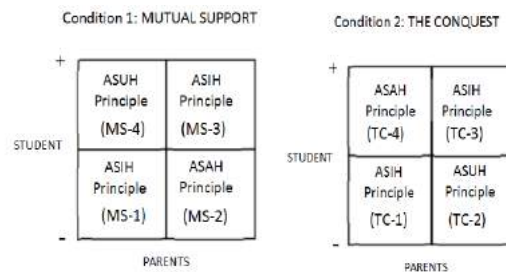 Condition 1: MUTUAL SUPPORT
+
ASUH
Principle
(MS-4)
ASIH
Principle
(MS-3)
STUDENT
ASIH
Principle
(MS-1)
ASAH
Principle
(MS-2)
-
PARENTS
Condition 2: THE CONQUEST
+
ASAH
Principle
(TC-4)
ASIH
Principle
(TC-3)
STUDENT
ASIH
Principle
(TC-1)
ASUH
Principle
(TC-2)
-
PARENTS